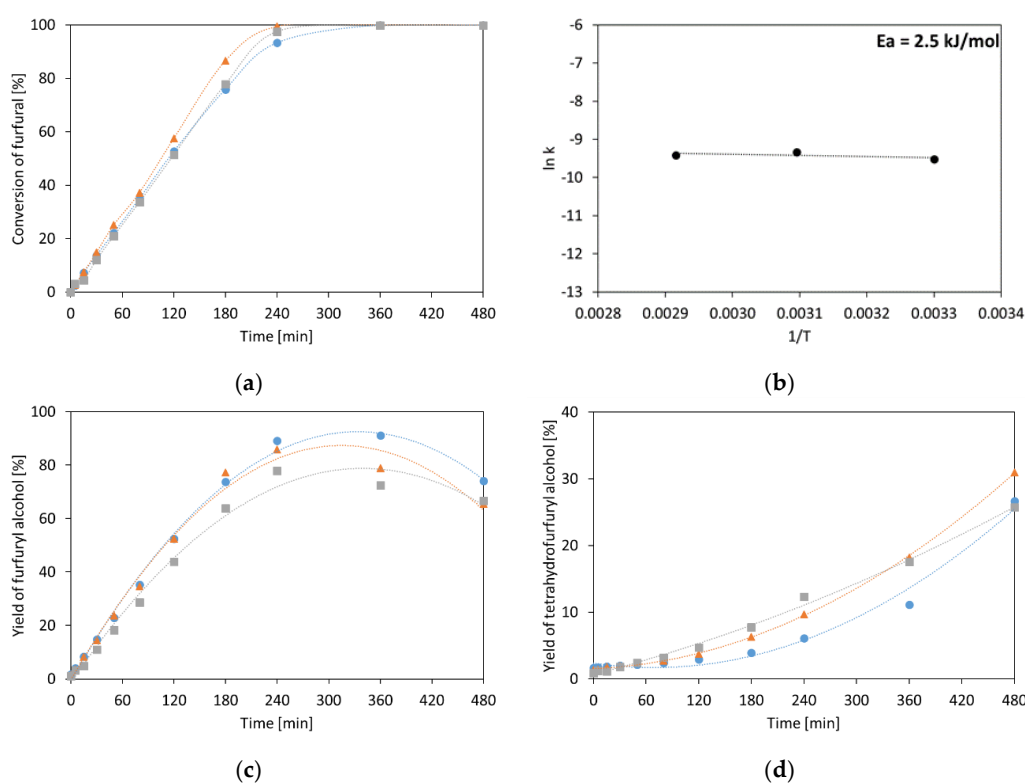 100
80
60
40
20
0
Conversion of furfural [%]
0 60 120 180 240 300 360 420 480
Time [min]
(a)
-6
-7
-8
-9
-10
-11
-12
-13
ln k
Ea = 2.5 kJ/mol
0.0028 0.0029 0.0030 0.0031 0.0032 0.0033 0.0034
1/T
(b)
100
80
60
40
20
0
Yield of furfuryl alcohol [%]
0 60 120 180 240 300 360 420 480
Time [min]
(c)
40
30
20
10
0
Yield of tetrahydrofurfuryl alcohol [%]
0 60 120 180 240 300 360 420 480
Time [min]
(d)